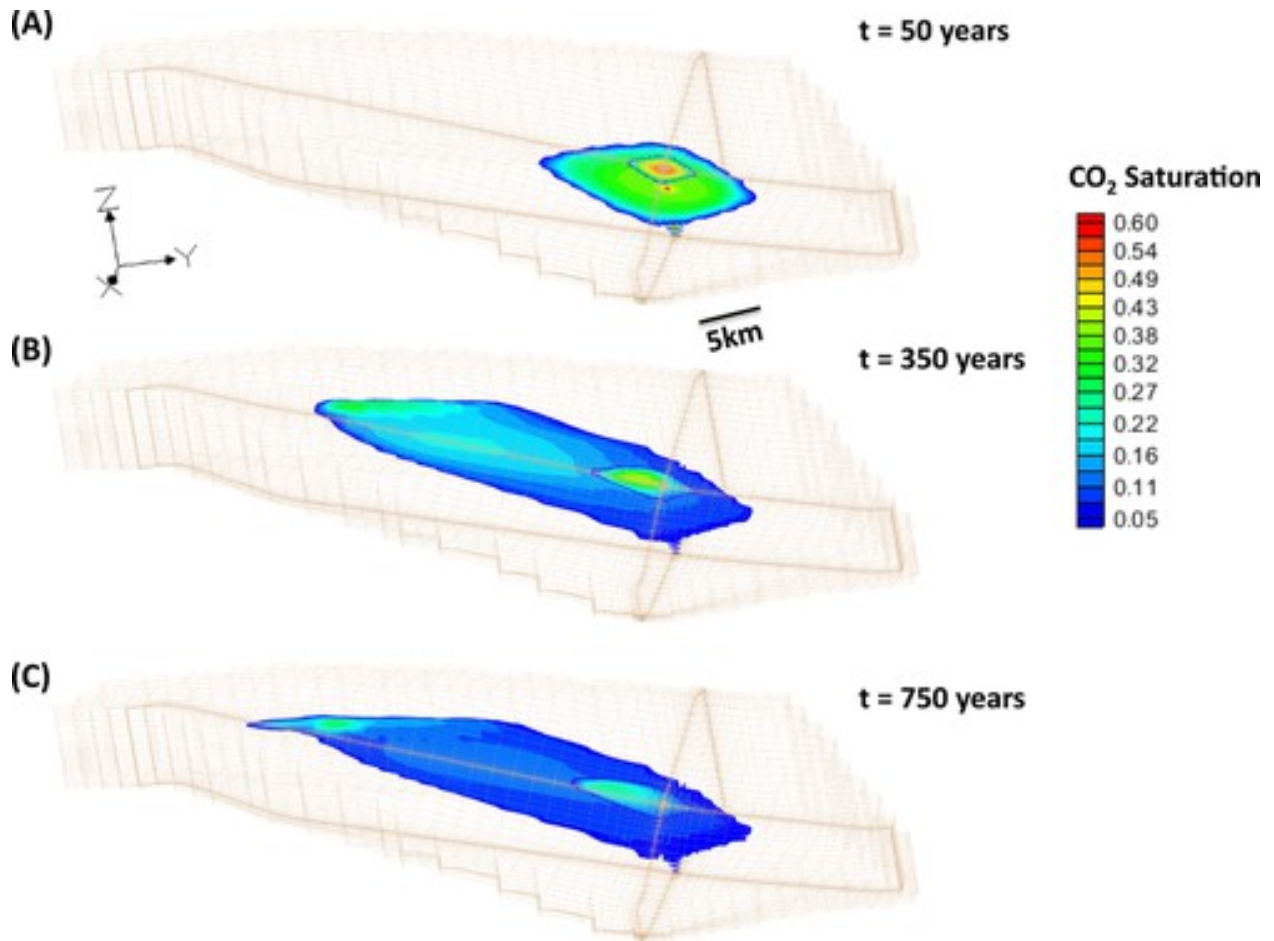 (A)
t = 50 years
CO₂ Saturation
0.60
0.54
0.49
0.43
0.38
0.32
0.27
0.22
0.16
0.11
0.05
Z
Y
X
5km
(B)
t = 350 years
(C)
t = 750 years